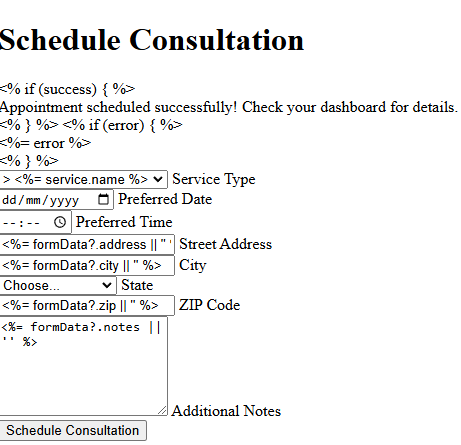 Schedule Consultation
<% if (success) { %>
Appointment scheduled successfully! Check your dashboard for details.
<% } %> <% if (error) { %>
<%= error %>
<% } %>
> <%= service.name %> Service Type
dd/mm/yyyy Preferred Date
--:-- Preferred Time
<%= formData?.address || '' Street Address
<%= formData?.city || '' %> City
Choose... State
<%= formData?.zip || '' %> ZIP Code
<%= formData?.notes ||
'' %>
Additional Notes
Schedule Consultation